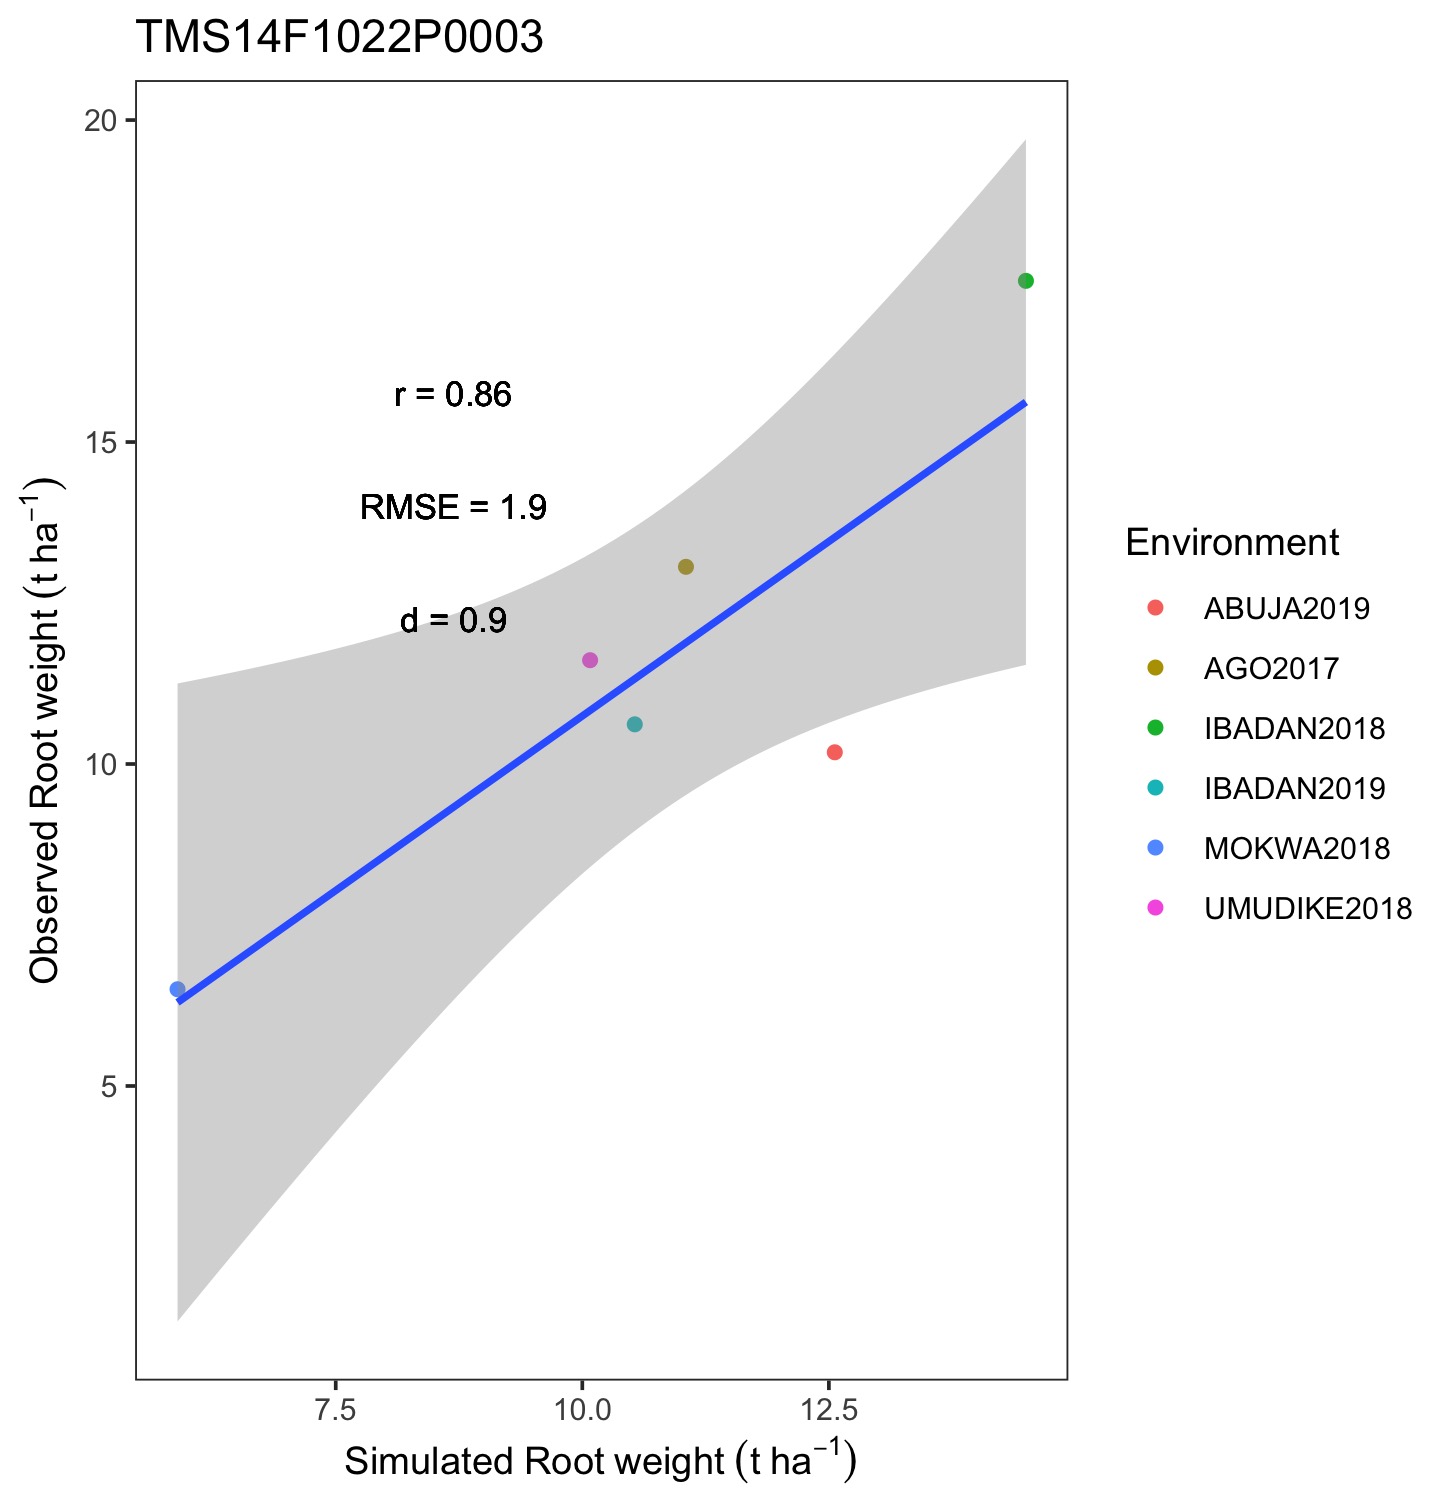 TMS14F1022P0003
20
15
10
5
Observed Root weight (t ha⁻¹)
r = 0.86
RMSE = 1.9
d = 0.9
7.5
10.0
12.5
Simulated Root weight (t ha⁻¹)
Environment
ABUJA2019
AGO2017
IBADAN2018
IBADAN2019
MOKWA2018
UMUDIKE2018